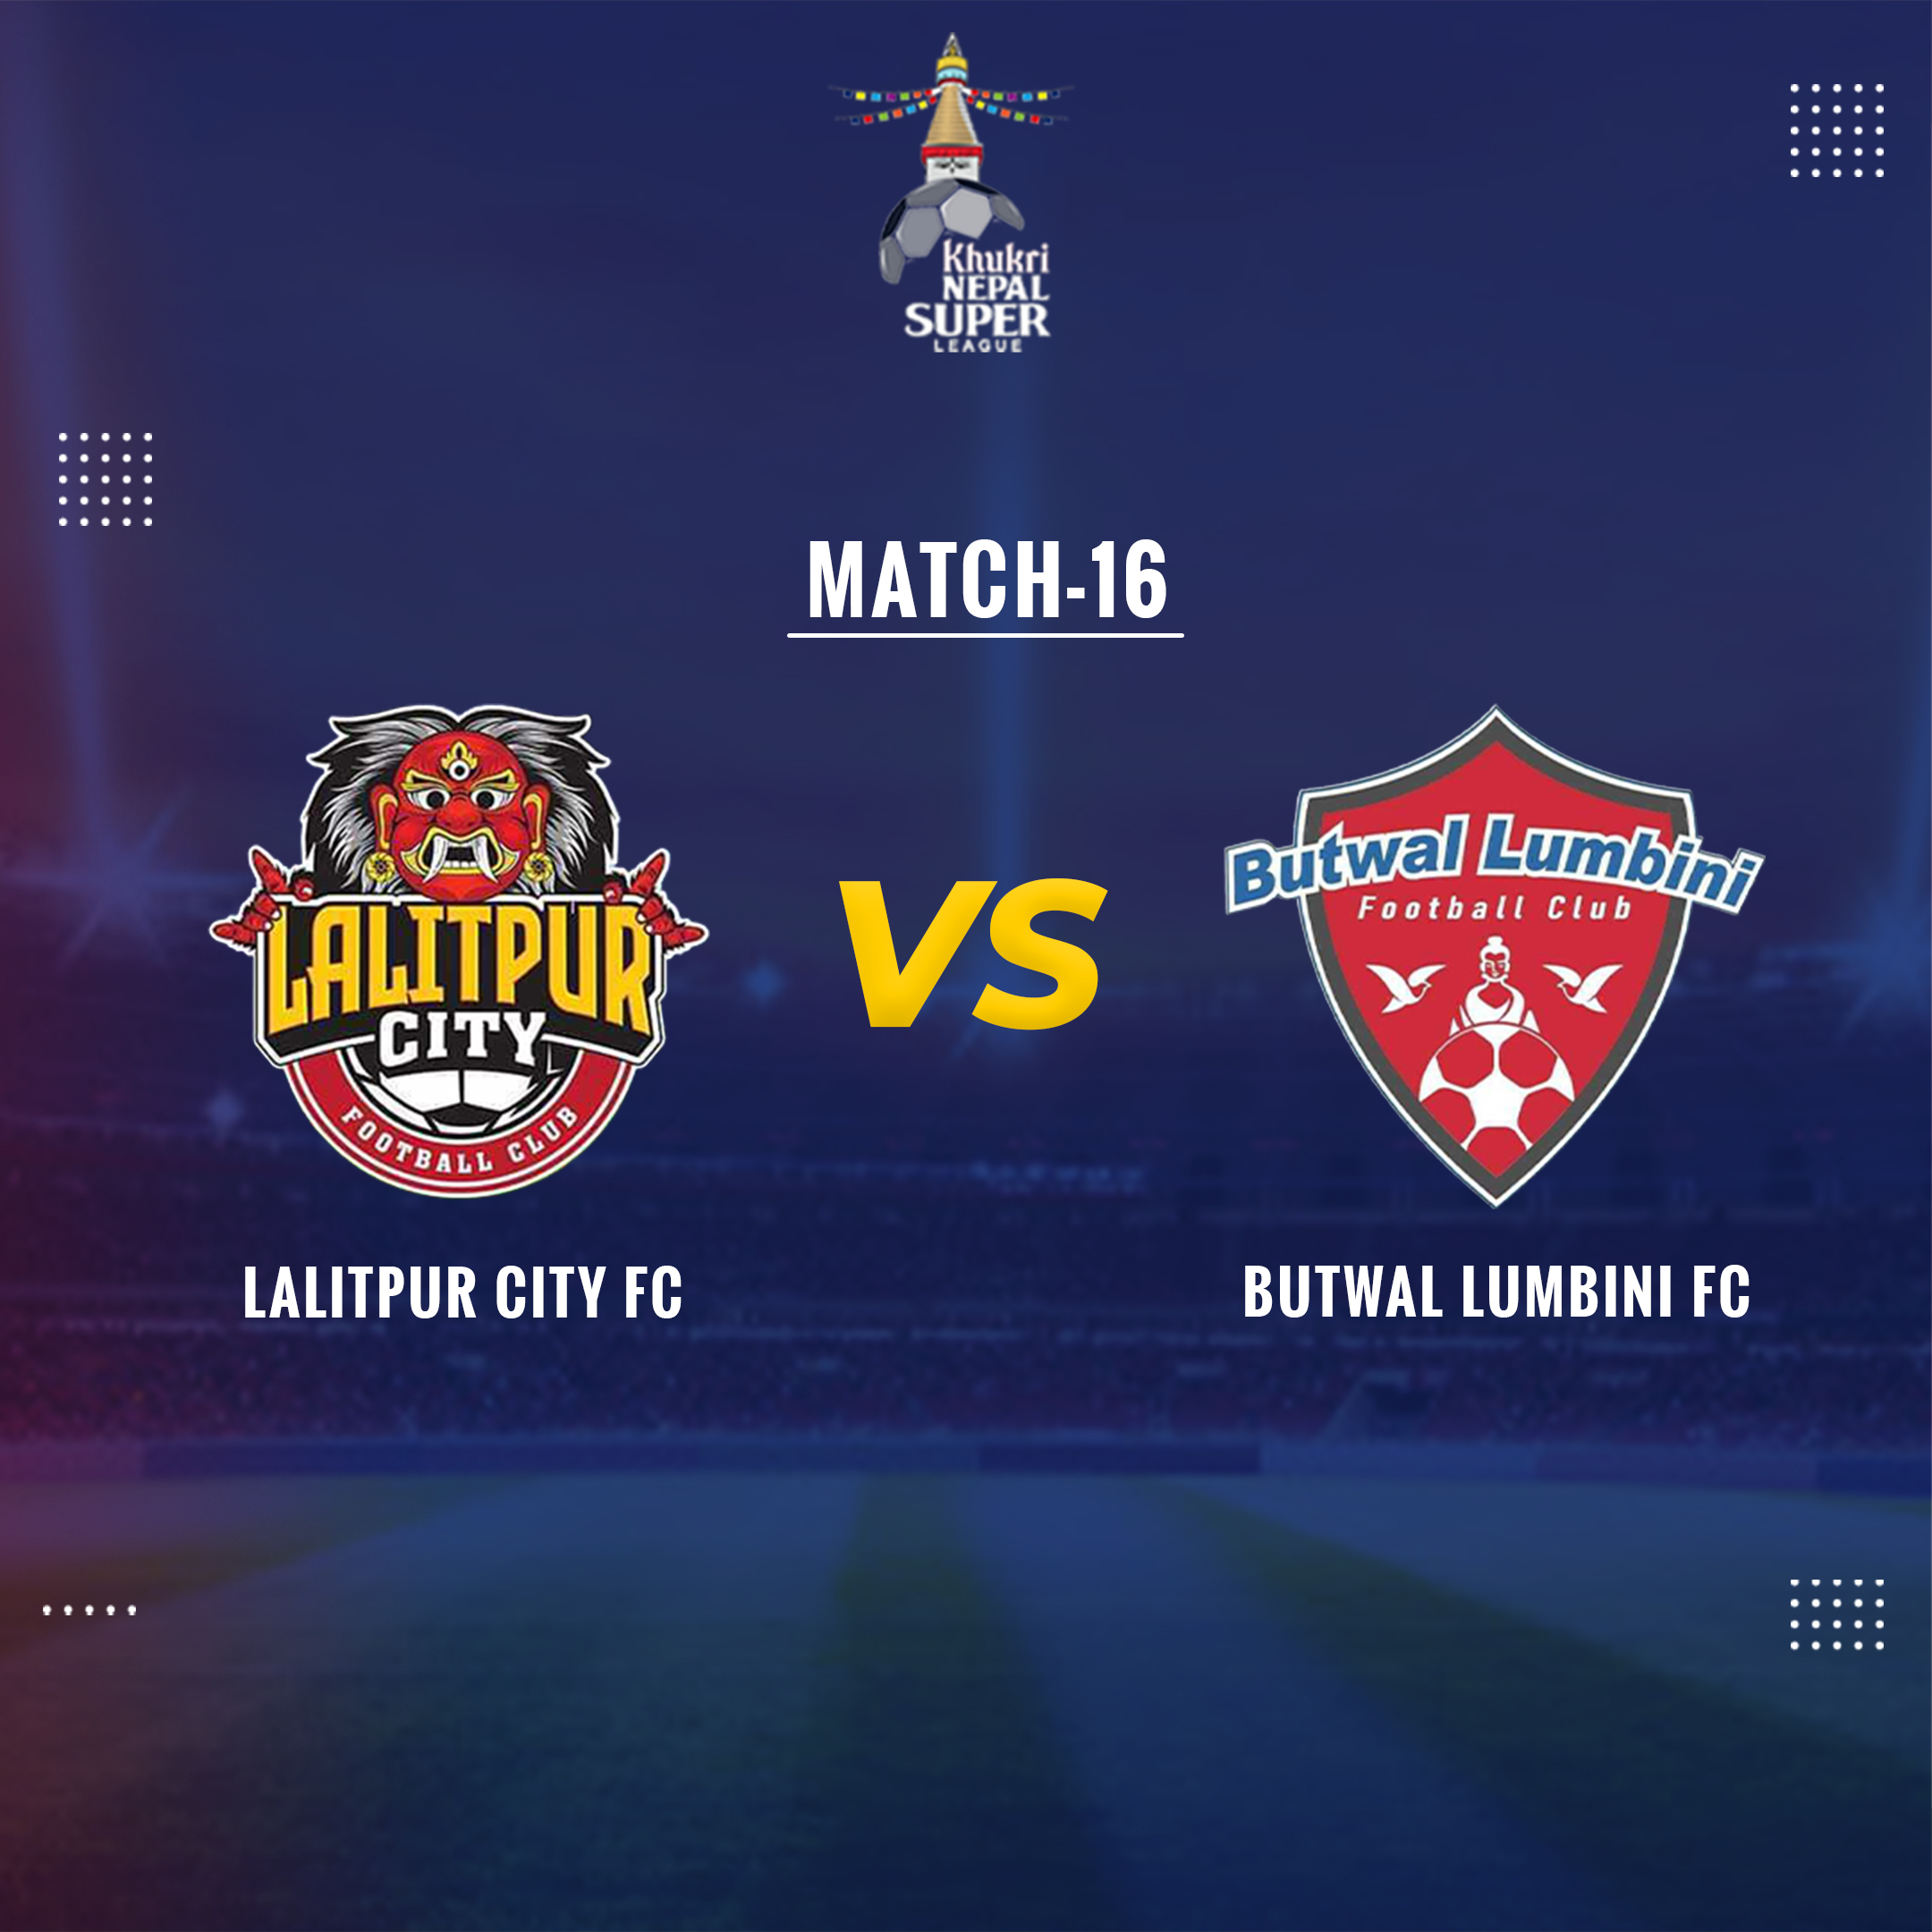 Khukri
NEPAL
SUPER
LEAGUE
MATCH-16
LALITPUR
CITY
FOOTBALL CLUB
VS
Butwal Lumbini
Football Club
LALITPUR CITY FC
BUTWAL LUMBINI FC